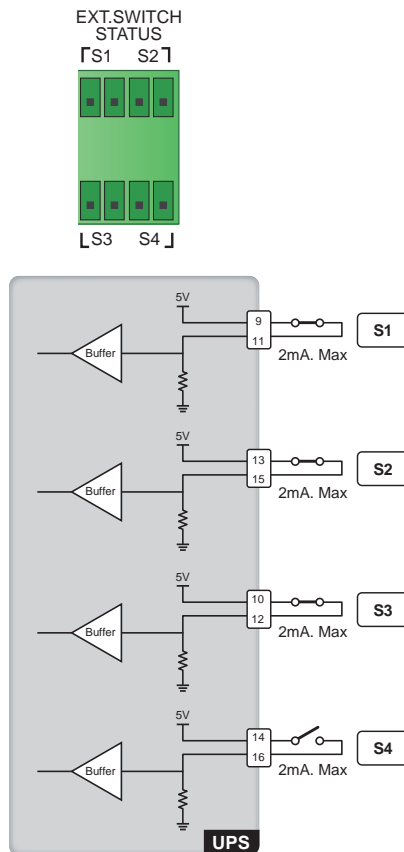 EXT.SWITCH
STATUS
S1 S2
S3 S4
5V
9
11
Buffer
2mA. Max
S1
5V
13
15
Buffer
2mA. Max
S2
5V
10
12
Buffer
2mA. Max
S3
5V
14
16
Buffer
2mA. Max
S4
UPS